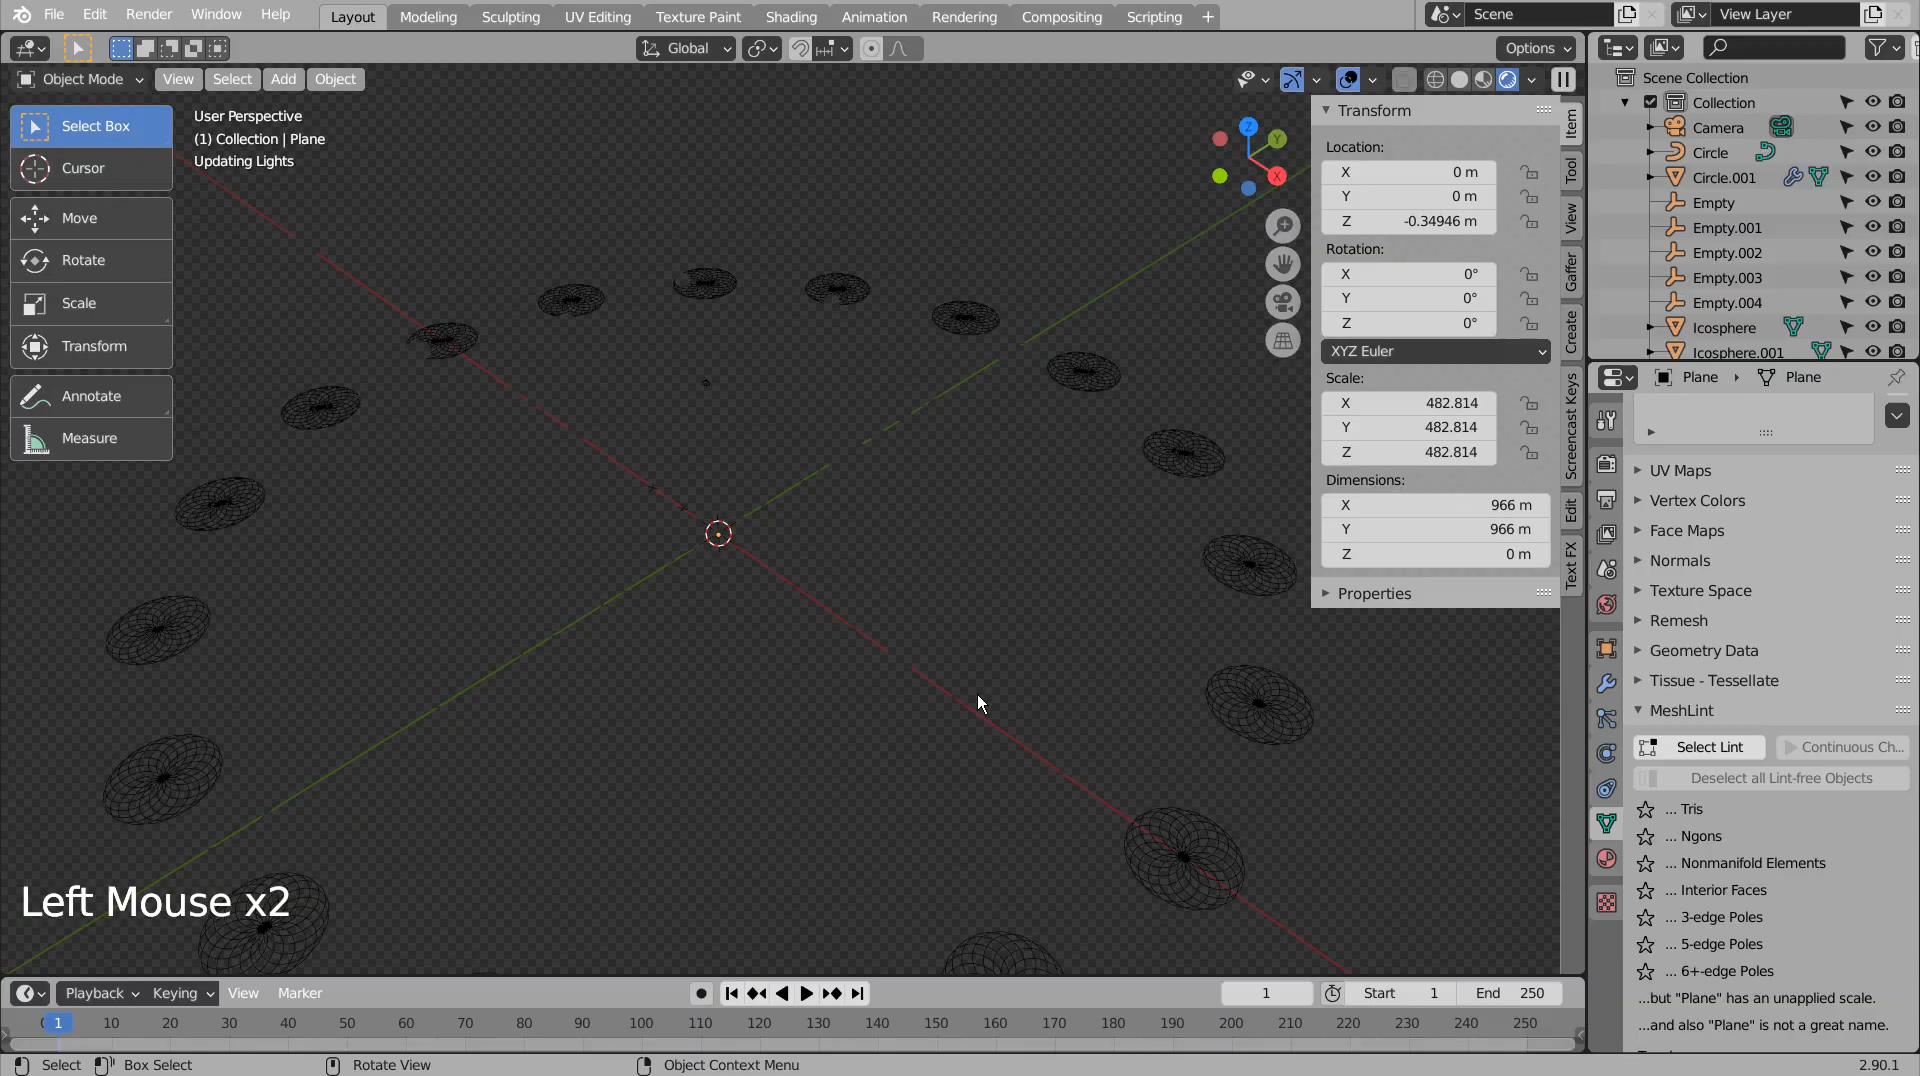 File Edit Render Window Help Layout Modeling Sculpting UV Editing Texture Paint Shading Animation Rendering Compositing Scripting + Scene View Layer
Global Options
Object Mode View Select Add Object
Select Box
Cursor
Move
Rotate
Scale
Transform
Annotate
Measure
User Perspective
(1) Collection | Plane
Updating Lights
Z
Y
X
Left Mouse x2
Transform
Location:
X 0 m
Y 0 m
Z -0.34946 m
Rotation:
X 0°
Y 0°
Z 0°
XYZ Euler
Scale:
X 482.814
Y 482.814
Z 482.814
Dimensions:
X 966 m
Y 966 m
Z 0 m
Properties
Item
Tool
View
Gaffer
Create
Screencast Keys
Edit
Text FX
Scene Collection
Collection
Camera
Circle
Circle.001
Empty
Empty.001
Empty.002
Empty.003
Empty.004
Icosphere
Icosphere.001
Plane Plane
UV Maps
Vertex Colors
Face Maps
Normals
Texture Space
Remesh
Geometry Data
Tissue - Tessellate
MeshLint
Select Lint Continuous Ch...
Deselect all Lint-free Objects
... Tris
... Ngons
... Nonmanifold Elements
... Interior Faces
... 3-edge Poles
... 5-edge Poles
... 6+-edge Poles
...but "Plane" has an unapplied scale.
...and also "Plane" is not a great name.
Playback Keying View Marker 1 Start 1 End 250
1 10 20 30 40 50 60 70 80 90 100 110 120 130 140 150 160 170 180 190 200 210 220 230 240 250
Select Box Select Rotate View Object Context Menu 2.90.1